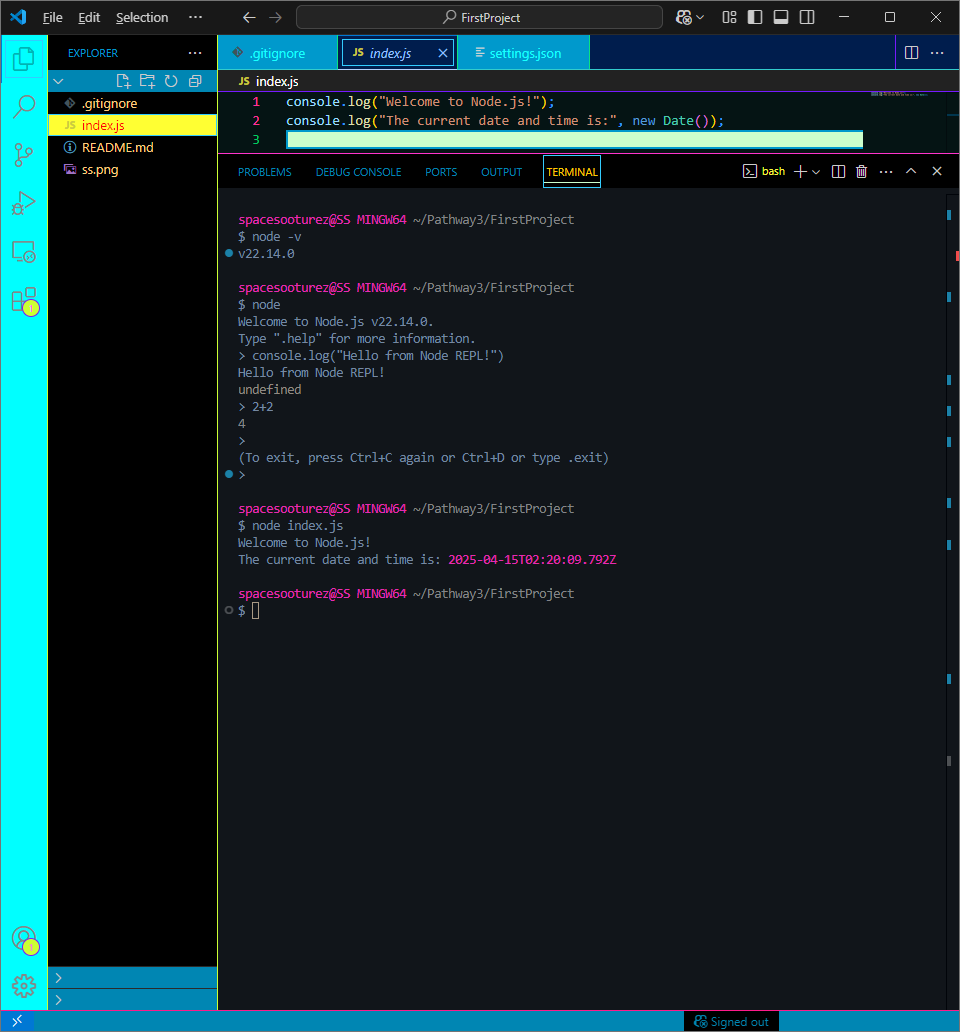 File Edit Selection ··· FirstProject
EXPLORER ···
.gitignore
index.js
README.md
ss.png
.gitignore JS index.js settings.json ···
JS index.js
1 console.log("Welcome to Node.js!");
2 console.log("The current date and time is:", new Date());
3
PROBLEMS DEBUG CONSOLE PORTS OUTPUT TERMINAL bash ···
spacesooturez@SS MINGW64 ~/Pathway3/FirstProject
$ node -v
v22.14.0
spacesooturez@SS MINGW64 ~/Pathway3/FirstProject
$ node
Welcome to Node.js v22.14.0.
Type ".help" for more information.
> console.log("Hello from Node REPL!")
Hello from Node REPL!
undefined
> 2+2
4
>
(To exit, press Ctrl+C again or Ctrl+D or type .exit)
>
spacesooturez@SS MINGW64 ~/Pathway3/FirstProject
$ node index.js
Welcome to Node.js!
The current date and time is: 2025-04-15T02:20:09.792Z
spacesooturez@SS MINGW64 ~/Pathway3/FirstProject
$
1
1
Signed out